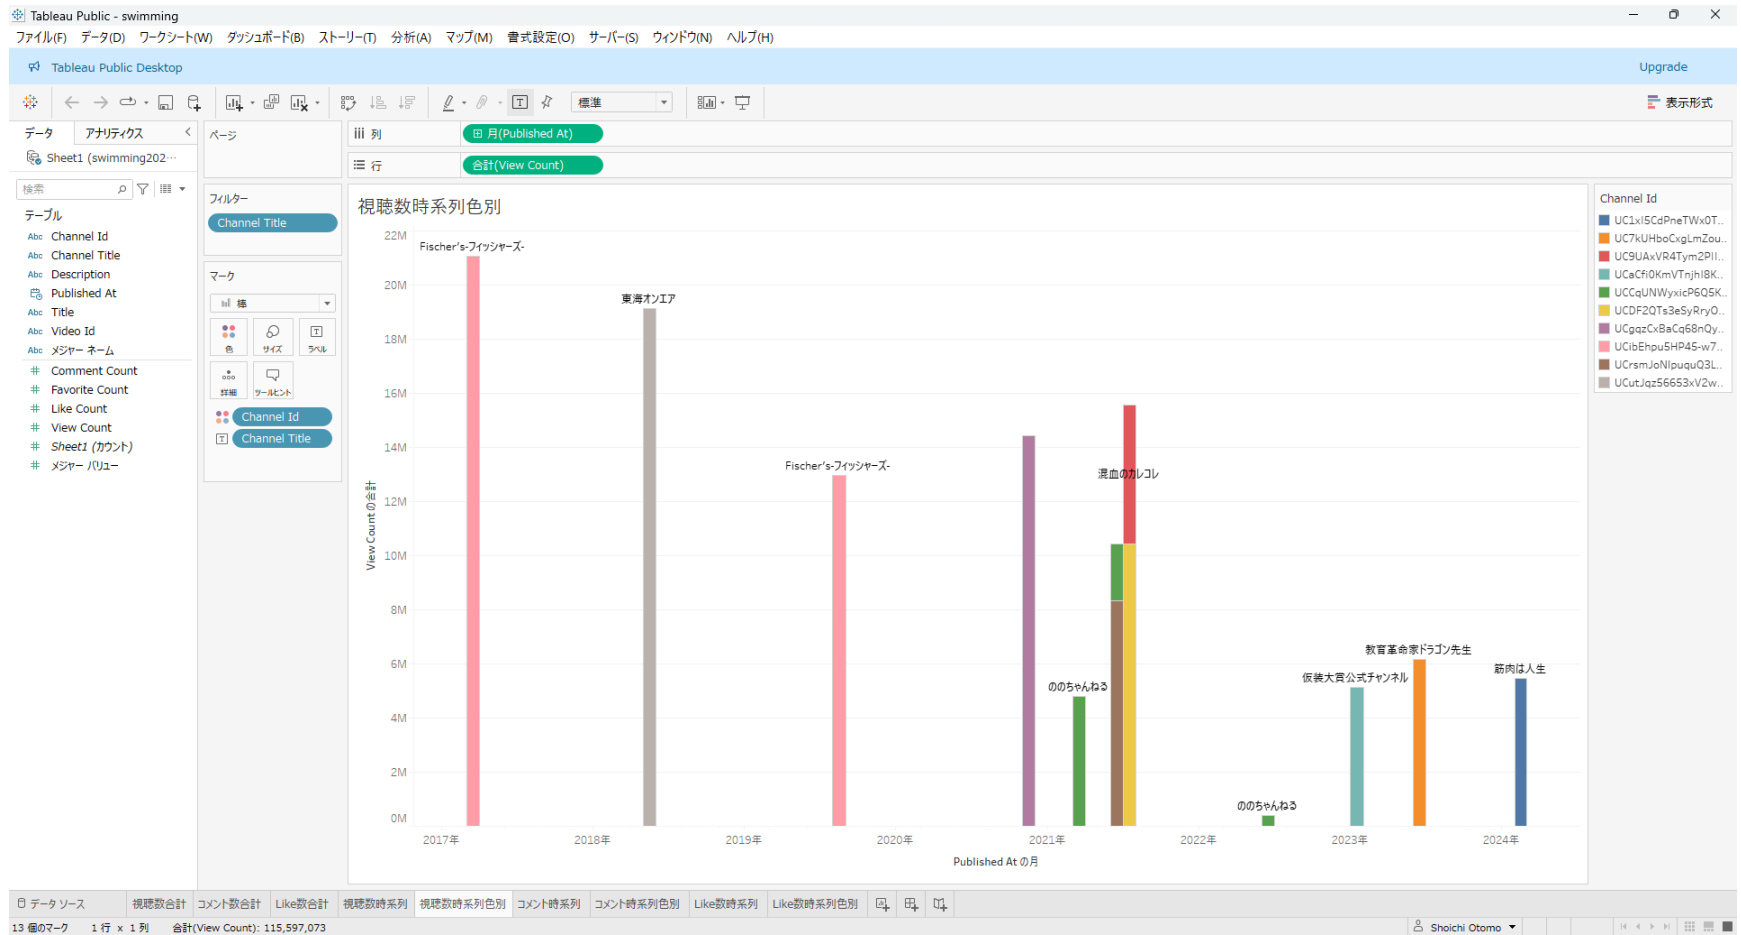 Tableau Public - swimming
ファイル(F) データ(D) ワークシート(W) ダッシュボード(B) ストーリー(T) 分析(A) マップ(M) 書式設定(O) サーバー(S) ウィンドウ(N) ヘルプ(H)
Tableau Public Desktop
Upgrade
標準
表示形式
データ
アナリティクス
Sheet1 (swimming202…
検索
テーブル
Abc Channel Id
Abc Channel Title
Abc Description
Published At
Abc Title
Abc Video Id
Abc メジャー ネーム
# Comment Count
# Favorite Count
# Like Count
# View Count
# Sheet1 (カウント)
# メジャー バリュー
ページ
フィルター
Channel Title
マーク
棒
色
サイズ
ラベル
詳細
ツールヒント
Channel Id
Channel Title
列
月(Published At)
行
合計(View Count)
視聴数時系列色別
22M
20M
18M
16M
14M
12M
10M
8M
6M
4M
2M
0M
View Count の合計
Fischer's-フィッシャーズ-
東海オンエア
Fischer's-フィッシャーズ-
混血のカレコレ
ののちゃんねる
ののちゃんねる
仮装大賞公式チャンネル
教育革命家ドラゴン先生
筋肉は人生
2017年
2018年
2019年
2020年
2021年
2022年
2023年
2024年
Published At の月
Channel Id
UC1xI5CdPneTWx0T..
UC7kUHboCxgLmZou..
UC9UAxVR4Tym2PII..
UCaCfi0KmVTnjhI8K..
UCCqUNWyxicP6Q5K..
UCDF2QTs3eSyRryO..
UCgqzCxBaCq68nQy..
UCibEhpu5HP45-w7..
UCrsmJoNIpuquQ3L..
UCutJqz56653xV2w..
データ ソース
視聴数合計
コメント数合計
Like数合計
視聴数時系列
視聴数時系列色別
コメント時系列
コメント時系列色別
Like数時系列
Like数時系列色別
13 個のマーク 1 行 x 1 列 合計(View Count): 115,597,073
Shoichi Otomo